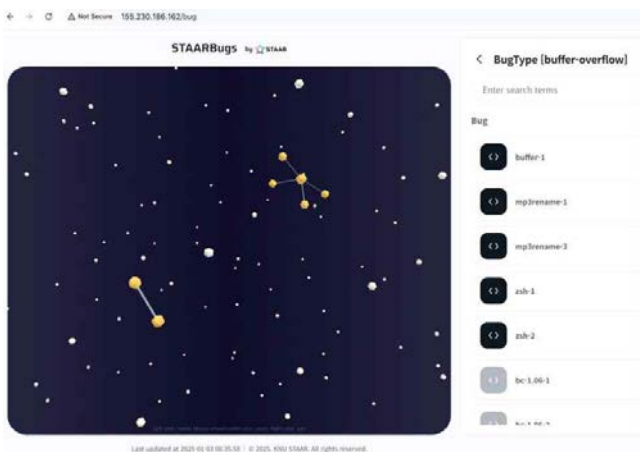 Not Secure 155.230.186.162/bug
STAARBugs by STAAR
BugType [buffer-overflow]
Enter search terms
Bug
<> buffer-1
<> mp3rename-1
<> mp3rename-3
<> zsh-1
<> zsh-2
<> bc-1.06-1
Last updated at 2025-01-03 00:35:50 | © 2025. KNU STAAR. All rights reserved.